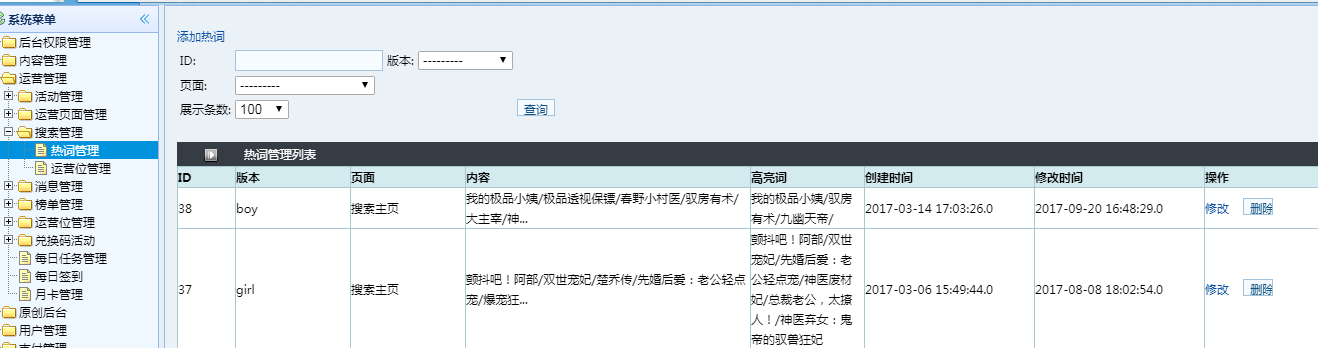 系统菜单
后台权限管理
内容管理
运营管理
活动管理
运营页面管理
搜索管理
热词管理
运营位管理
消息管理
榜单管理
运营位管理
兑换码活动
每日任务管理
每日签到
月卡管理
原创后台
用户管理
支付管理
添加热词
ID: 版本: ---------
页面: ---------
展示条数: 100 查询
热词管理列表
ID 版本 页面 内容 高亮词 创建时间 修改时间 操作
38 boy 搜索主页
我的极品小姨/极品透视保镖/春野小村医/驭房有术/
大主宰/神...
我的极品小姨/驭房
有术/九幽天帝/
2017-03-14 17:03:26.0 2017-09-20 16:48:29.0 修改 删除
37 girl 搜索主页
颤抖吧！阿部/双世宠妃/楚乔传/先婚后爱：老公轻点
宠/爆宠狂...
颤抖吧！阿部/双世
宠妃/先婚后爱：老
公轻点宠/神医废材
妃/总裁老公，太撩
人！/神医弃女：鬼
帝的驭兽狂妃
2017-03-06 15:49:44.0 2017-08-08 18:02:54.0 修改 删除